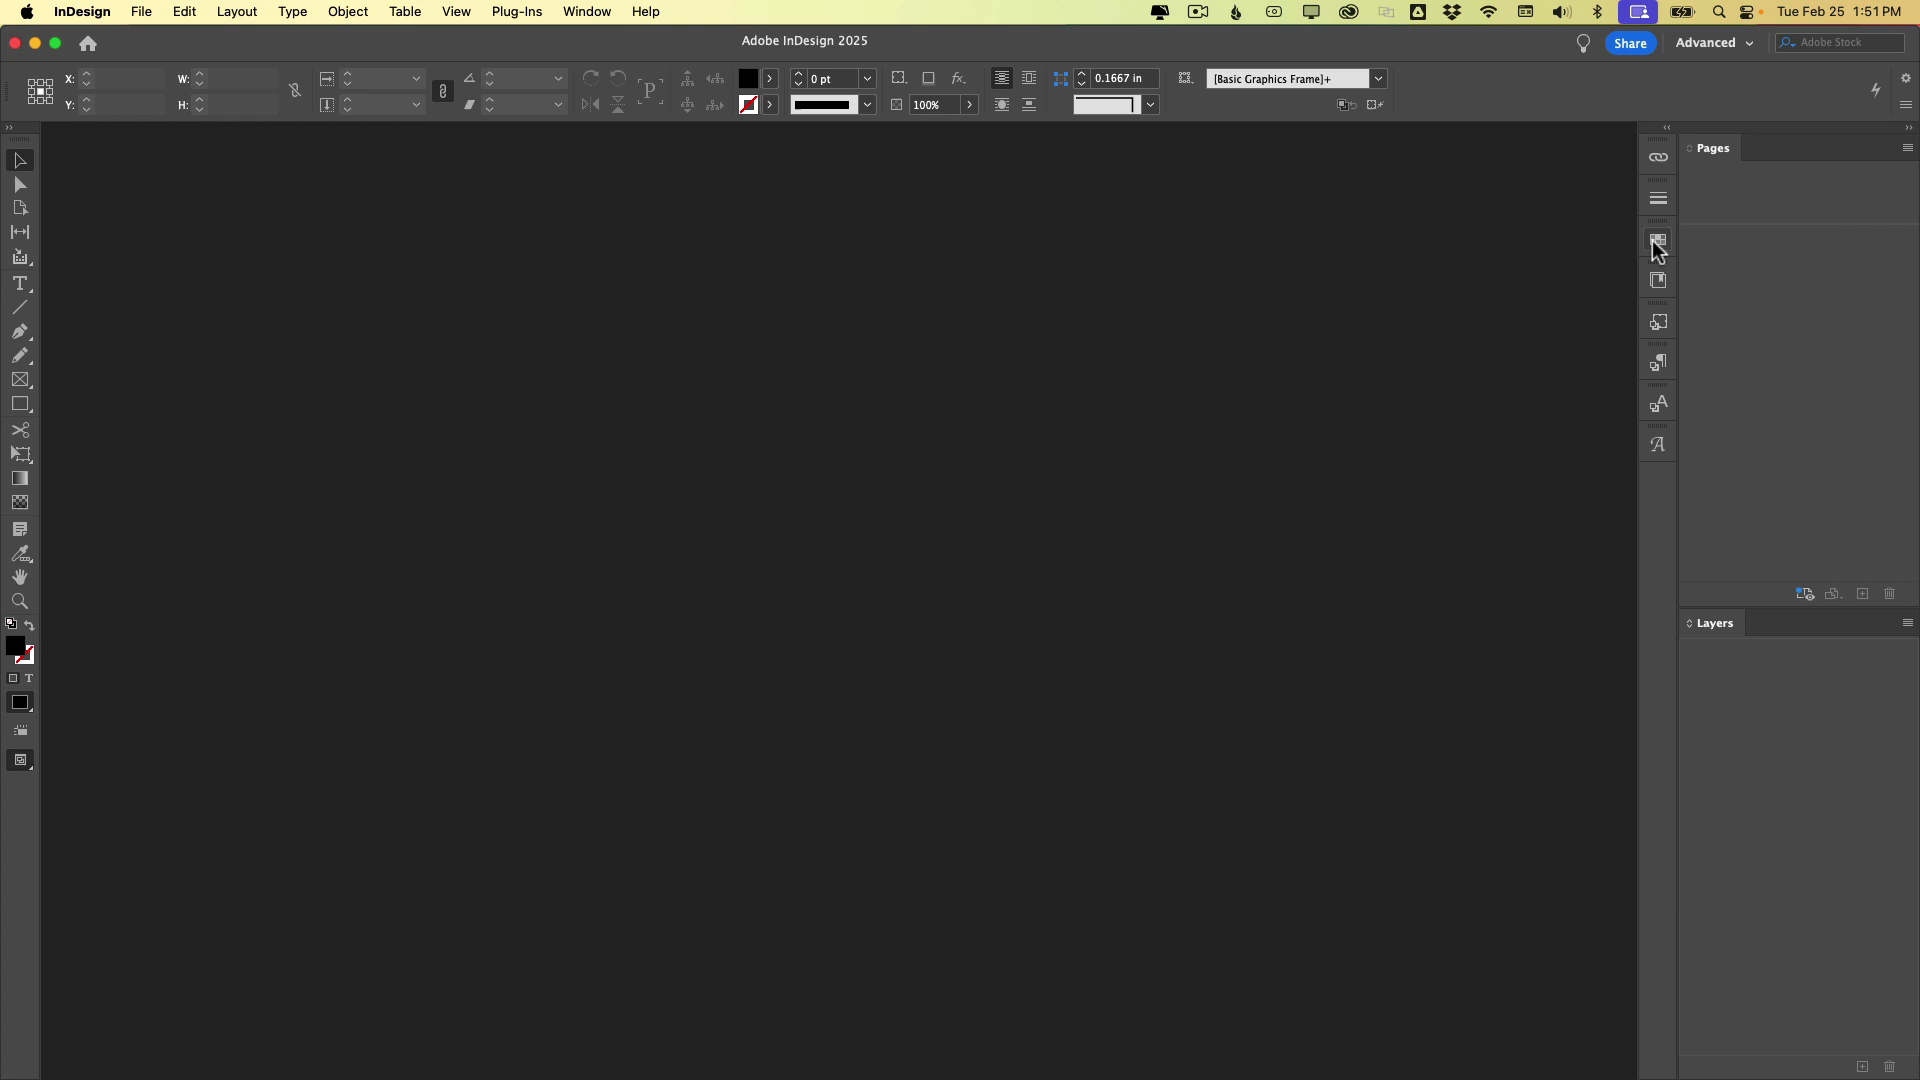 InDesign File Edit Layout Type Object Table View Plug-Ins Window Help Tue Feb 25 1:51 PM
Adobe InDesign 2025 Share Advanced Adobe Stock
X: W: 0 pt fx. 0.1667 in [Basic Graphics Frame]+
Y: H: P 100%
Pages
T
A
A
Layers
T